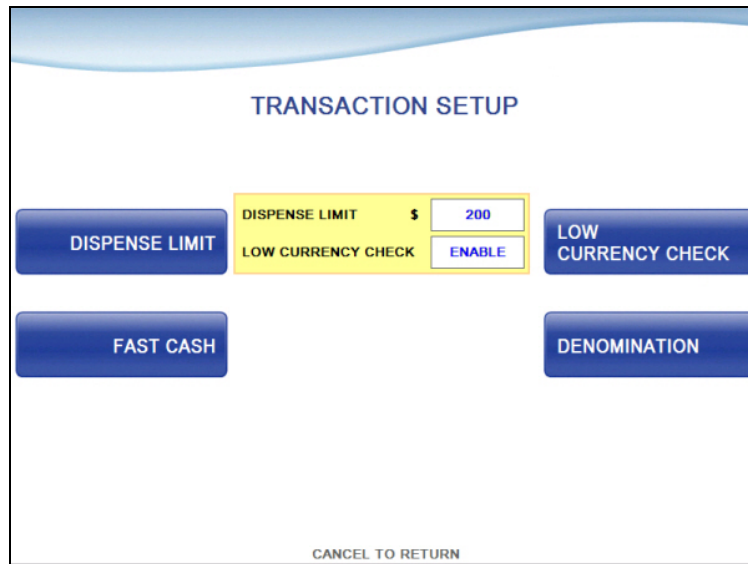 TRANSACTION SETUP
DISPENSE LIMIT
DISPENSE LIMIT $ 200
LOW CURRENCY CHECK ENABLE
LOW
CURRENCY CHECK
FAST CASH
DENOMINATION
CANCEL TO RETURN